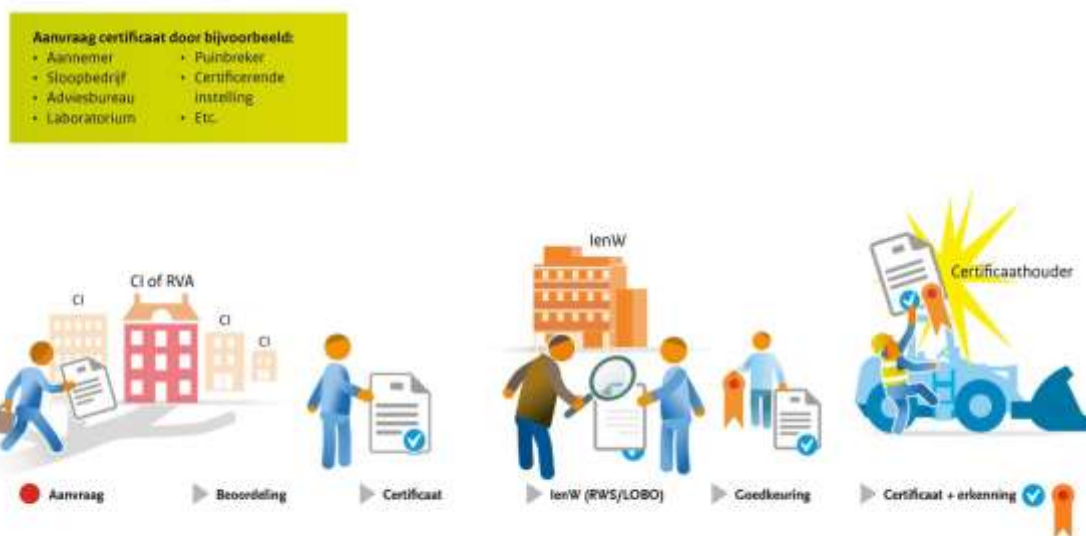 Aanvraag certificaat door bijvoorbeeld:
• Aannemer
• Sloopbedrijf
• Adviesbureau
• Laboratorium
• Puinbreker
• Certificerende
instelling
• Etc.
CI
CI of RVA
CI
CI
IenW
Certificaathouder
Aanvraag
Beoordeling
Certificaat
IenW (RWS/LOBO)
Goedkeuring
Certificaat + erkenning